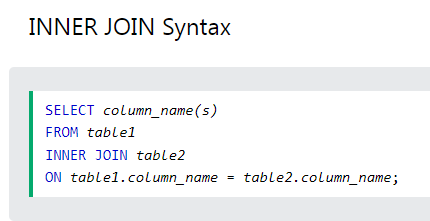 INNER JOIN Syntax
SELECT column_name(s)
FROM table1
INNER JOIN table2
ON table1.column_name = table2.column_name;